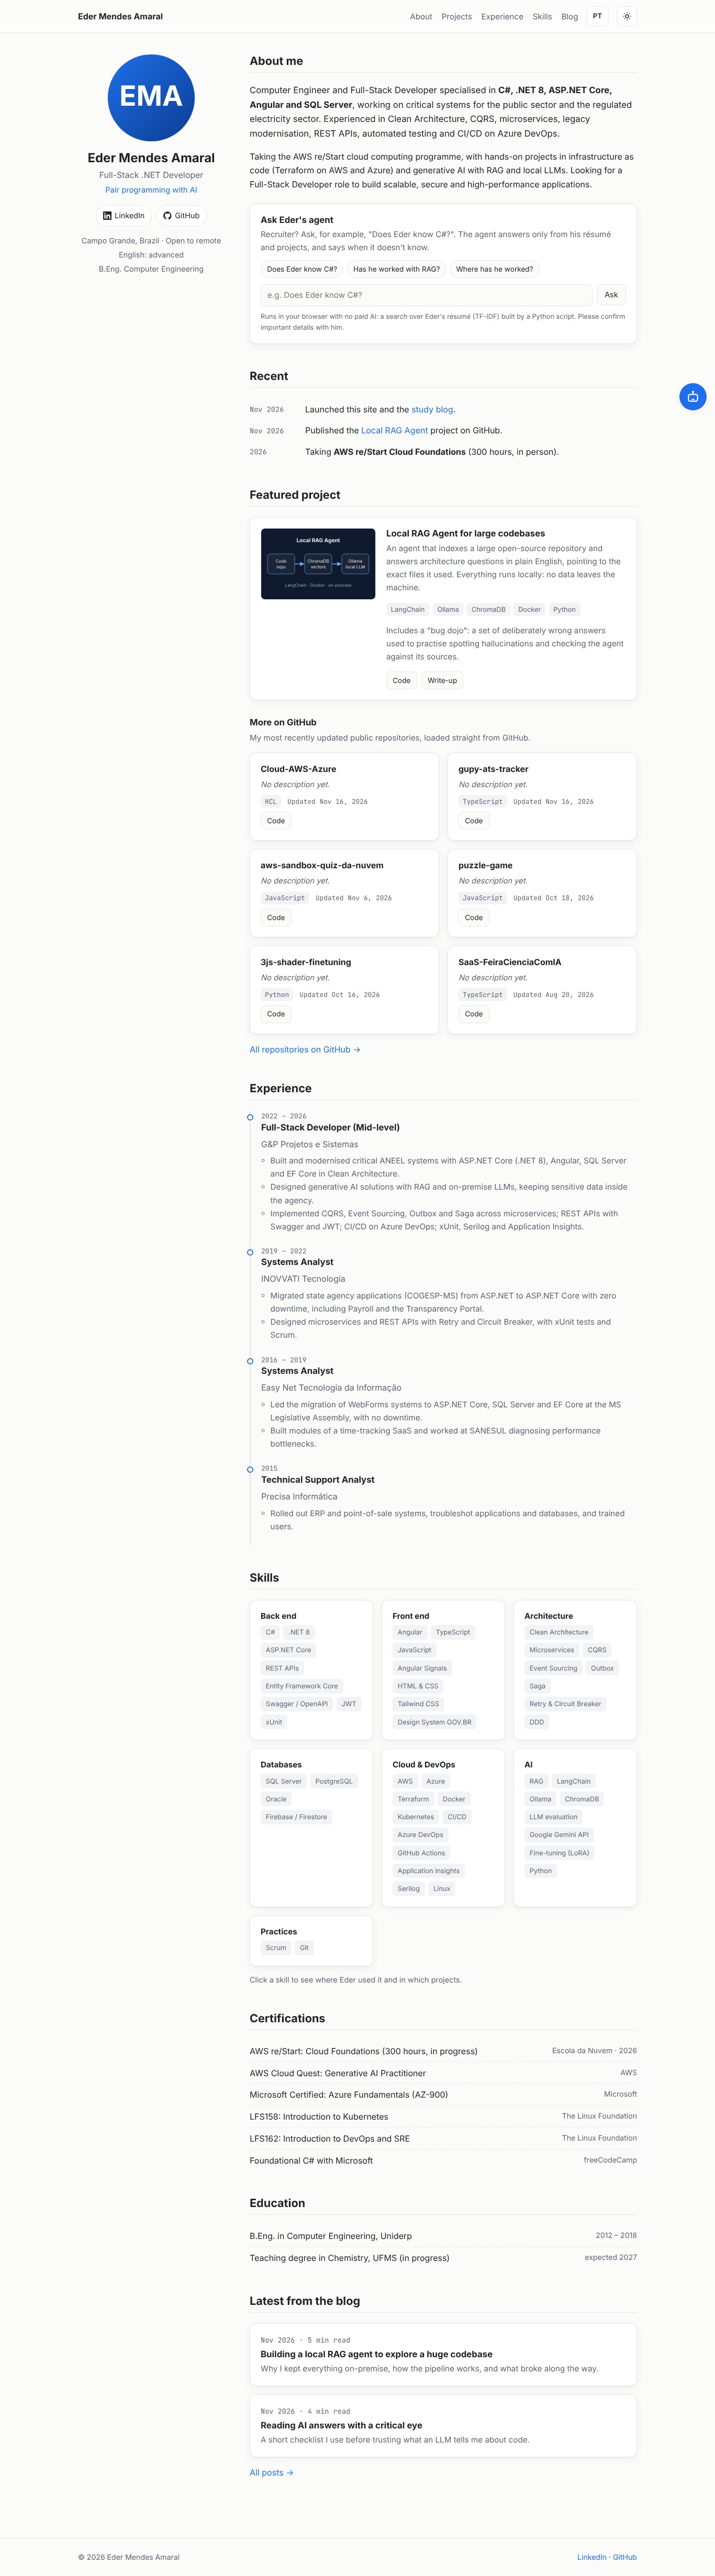 Eder Mendes Amaral
About Projects Experience Skills Blog PT
EMA
Eder Mendes Amaral
Full-Stack .NET Developer
Pair programming with AI
LinkedIn GitHub
Campo Grande, Brazil · Open to remote
English: advanced
B.Eng. Computer Engineering
About me
Computer Engineer and Full-Stack Developer specialised in C#, .NET 8, ASP.NET Core,
Angular and SQL Server, working on critical systems for the public sector and the regulated
electricity sector. Experienced in Clean Architecture, CQRS, microservices, legacy
modernisation, REST APIs, automated testing and CI/CD on Azure DevOps.
Taking the AWS re/Start cloud computing programme, with hands-on projects in infrastructure as
code (Terraform on AWS and Azure) and generative AI with RAG and local LLMs. Looking for a
Full-Stack Developer role to build scalable, secure and high-performance applications.
Ask Eder's agent
Recruiter? Ask, for example, "Does Eder know C#?". The agent answers only from his résumé
and projects, and says when it doesn't know.
Does Eder know C#? Has he worked with RAG? Where has he worked?
e.g. Does Eder know C#? Ask
Runs in your browser with no paid AI: a search over Eder's résumé (TF-IDF) built by a Python script. Please confirm
important details with him.
Recent
Nov 2026 Launched this site and the study blog.
Nov 2026 Published the Local RAG Agent project on GitHub.
2026 Taking AWS re/Start Cloud Foundations (300 hours, in person).
Featured project
Local RAG Agent
Code
repo
ChromaDB
vectors
Ollama
local LLM
LangChain · Docker · on-premise
Local RAG Agent for large codebases
An agent that indexes a large open-source repository and
answers architecture questions in plain English, pointing to the
exact files it used. Everything runs locally: no data leaves the
machine.
LangChain Ollama ChromaDB Docker Python
Includes a "bug dojo": a set of deliberately wrong answers
used to practise spotting hallucinations and checking the agent
against its sources.
Code Write-up
More on GitHub
My most recently updated public repositories, loaded straight from GitHub.
Cloud-AWS-Azure
No description yet.
HCL Updated Nov 16, 2026
Code
gupy-ats-tracker
No description yet.
TypeScript Updated Nov 16, 2026
Code
aws-sandbox-quiz-da-nuvem
No description yet.
JavaScript Updated Nov 6, 2026
Code
puzzle-game
No description yet.
JavaScript Updated Oct 18, 2026
Code
3js-shader-finetuning
No description yet.
Python Updated Oct 16, 2026
Code
SaaS-FeiraCienciaComIA
No description yet.
TypeScript Updated Aug 20, 2026
Code
All repositories on GitHub →
Experience
2022 – 2026
Full-Stack Developer (Mid-level)
G&P Projetos e Sistemas
Built and modernised critical ANEEL systems with ASP.NET Core (.NET 8), Angular, SQL Server
and EF Core in Clean Architecture.
Designed generative AI solutions with RAG and on-premise LLMs, keeping sensitive data inside
the agency.
Implemented CQRS, Event Sourcing, Outbox and Saga across microservices; REST APIs with
Swagger and JWT; CI/CD on Azure DevOps; xUnit, Serilog and Application Insights.
2019 – 2022
Systems Analyst
INOVVATI Tecnologia
Migrated state agency applications (COGESP-MS) from ASP.NET to ASP.NET Core with zero
downtime, including Payroll and the Transparency Portal.
Designed microservices and REST APIs with Retry and Circuit Breaker, with xUnit tests and
Scrum.
2016 – 2019
Systems Analyst
Easy Net Tecnologia da Informação
Led the migration of WebForms systems to ASP.NET Core, SQL Server and EF Core at the MS
Legislative Assembly, with no downtime.
Built modules of a time-tracking SaaS and worked at SANESUL diagnosing performance
bottlenecks.
2015
Technical Support Analyst
Precisa Informática
Rolled out ERP and point-of-sale systems, troubleshot applications and databases, and trained
users.
Skills
Back end
C# .NET 8
ASP.NET Core
REST APIs
Entity Framework Core
Swagger / OpenAPI JWT
xUnit
Front end
Angular TypeScript
JavaScript
Angular Signals
HTML & CSS
Tailwind CSS
Design System GOV.BR
Architecture
Clean Architecture
Microservices CQRS
Event Sourcing Outbox
Saga
Retry & Circuit Breaker
DDD
Databases
SQL Server PostgreSQL
Oracle
Firebase / Firestore
Cloud & DevOps
AWS Azure
Terraform Docker
Kubernetes CI/CD
Azure DevOps
GitHub Actions
Application Insights
Serilog Linux
AI
RAG LangChain
Ollama ChromaDB
LLM evaluation
Google Gemini API
Fine-tuning (LoRA)
Python
Practices
Scrum Git
Click a skill to see where Eder used it and in which projects.
Certifications
AWS re/Start: Cloud Foundations (300 hours, in progress) Escola da Nuvem · 2026
AWS Cloud Quest: Generative AI Practitioner AWS
Microsoft Certified: Azure Fundamentals (AZ-900) Microsoft
LFS158: Introduction to Kubernetes The Linux Foundation
LFS162: Introduction to DevOps and SRE The Linux Foundation
Foundational C# with Microsoft freeCodeCamp
Education
B.Eng. in Computer Engineering, Uniderp 2012 – 2018
Teaching degree in Chemistry, UFMS (in progress) expected 2027
Latest from the blog
Nov 2026 · 5 min read
Building a local RAG agent to explore a huge codebase
Why I kept everything on-premise, how the pipeline works, and what broke along the way.
Nov 2026 · 4 min read
Reading AI answers with a critical eye
A short checklist I use before trusting what an LLM tells me about code.
All posts →
© 2026 Eder Mendes Amaral LinkedIn · GitHub